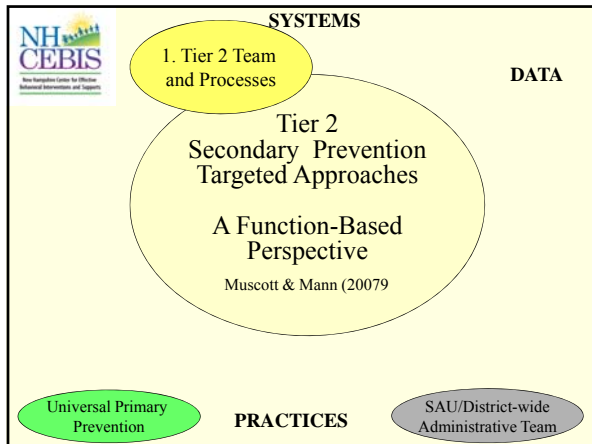 SYSTEMS
NH
CEBIS
New Hampshire Center for Effective
Behavioral Interventions and Supports
1. Tier 2 Team
and Processes
DATA
Tier 2
Secondary Prevention
Targeted Approaches
A Function-Based
Perspective
Muscott & Mann (20079
Universal Primary
Prevention
PRACTICES
SAU/District-wide
Administrative Team